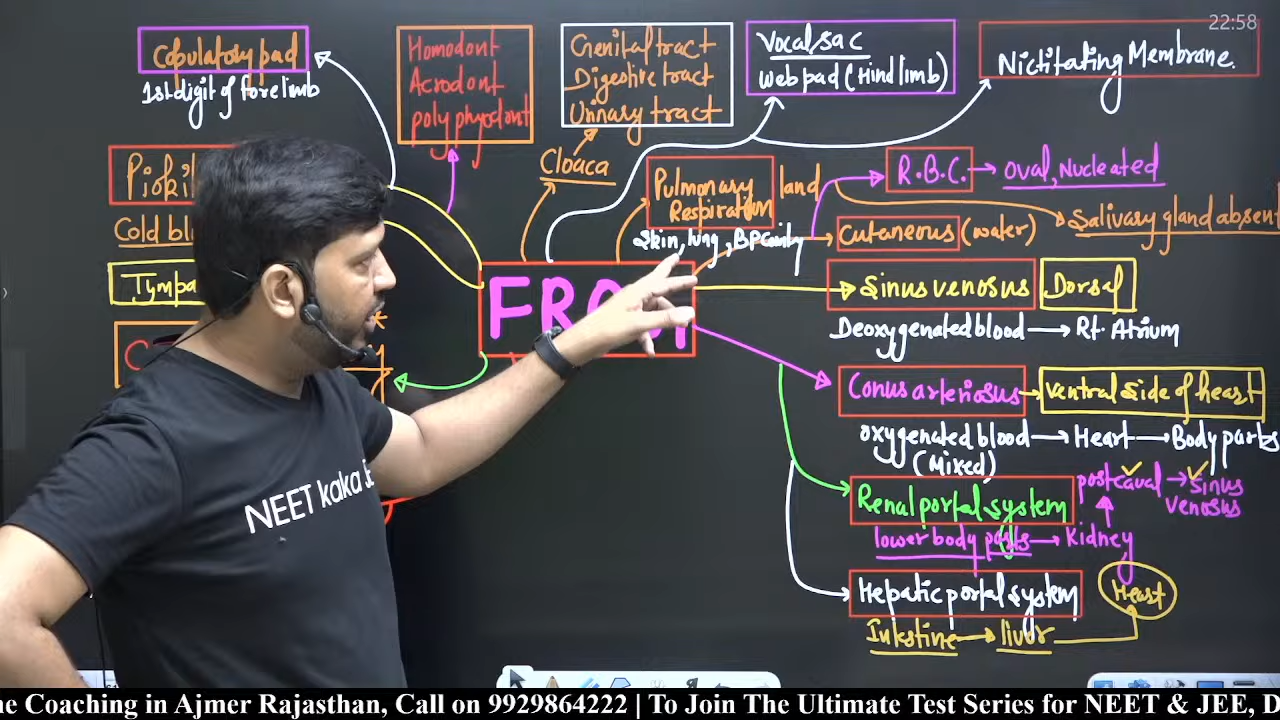 22:58
Copulatory pad
1st digit of forelimb
Homodont
Acrodont
polyphyodont
Genital tract
Digestive tract
Urinary tract
Cloaca
Vocal sac
web pad (Hind limb)
Nictitating Membrane.
Pulmonary
Respiration
land
Skin, lung, BP Cavity
R.B.C. → Oval, Nucleated
Salivary gland absent
Cutaneous (water)
Cold bl
Tympa
Sinus venosus Dorsal
Deoxygenated blood → Rt. Atrium
Conus arteriosus → Ventral side of heart
Oxygenated blood → Heart → Body parts
(Mixed)
Renal portal system
postcaval → Sinus
venosus
lower body parts → Kidney
Hepatic portal system
Heart
Intestine → liver
NEET kaka JE
ne Coaching in Ajmer Rajasthan, Call on 9929864222 | To Join The Ultimate Test Series for NEET & JEE, D